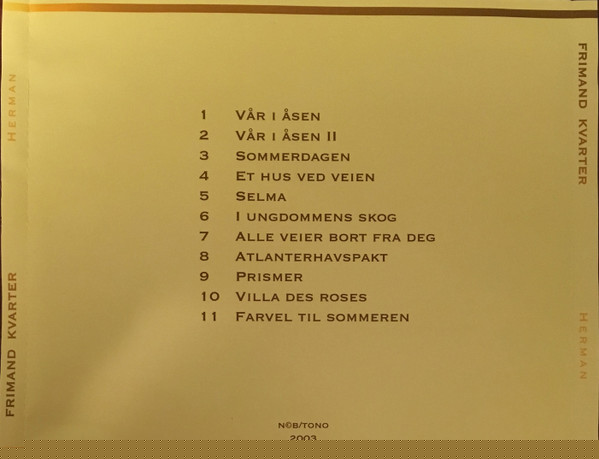 HERMAN
FRIMAND KVARTER
1 VÅR I ÅSEN
2 VÅR I ÅSEN II
3 SOMMERDAGEN
4 ET HUS VED VEIEN
5 SELMA
6 I UNGDOMMENS SKOG
7 ALLE VEIER BORT FRA DEG
8 ATLANTERHAVSPAKT
9 PRISMER
10 VILLA DES ROSES
11 FARVEL TIL SOMMEREN
N©B/TONO
2003
FRIMAND KVARTER
HERMAN